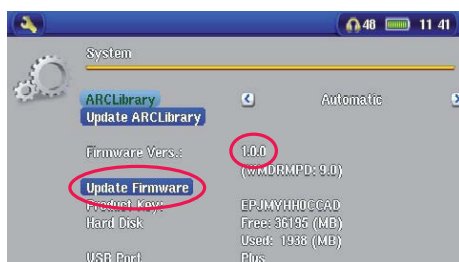 48 11 41
System
ARCLibrary Automatic
Update ARCLibrary
Firmware Vers.: 1.0.0
(WMDRMPD: 9.0)
Update Firmware
Product Key: EPJMVHH0CCAD
Hard Disk Free: 36195 (MB)
Used: 1938 (MB)
USB Port Plus